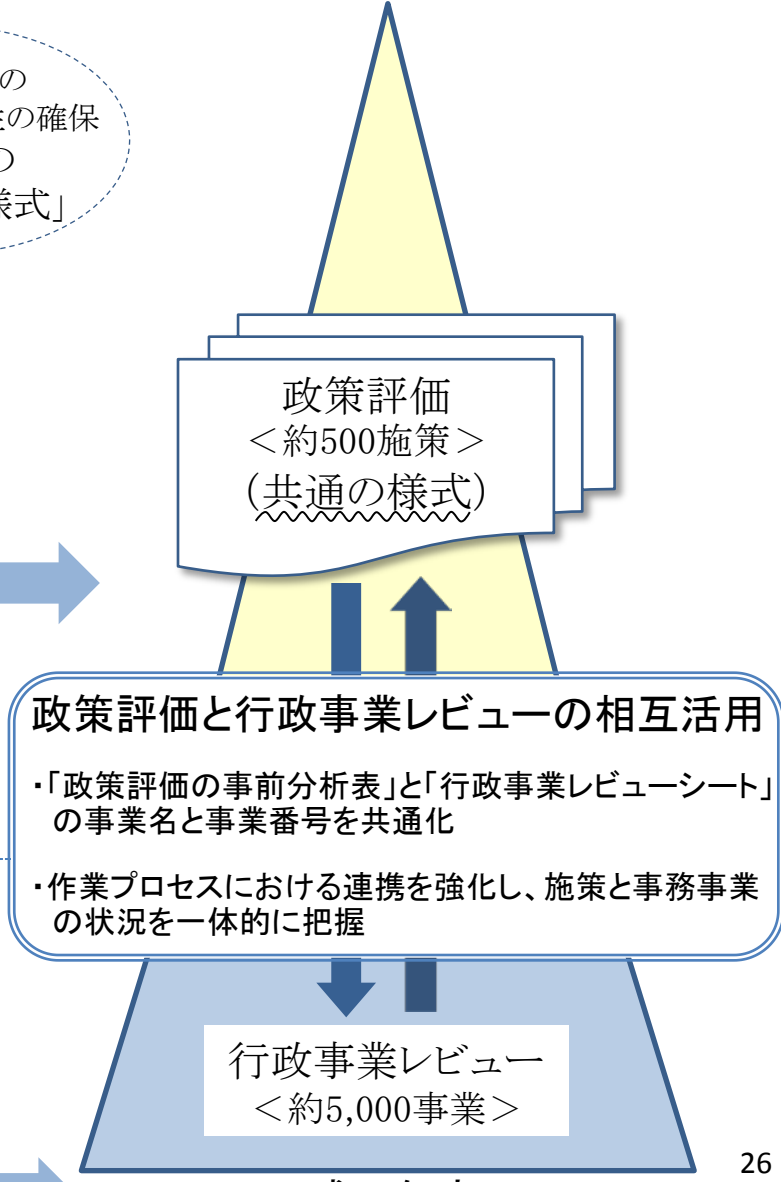 の
の確保
の
様式」
政策評価
＜約500施策＞
(共通の様式)
政策評価と行政事業レビューの相互活用
・「政策評価の事前分析表」と「行政事業レビューシート」
の事業名と事業番号を共通化
・作業プロセスにおける連携を強化し、施策と事務事業
の状況を一体的に把握
行政事業レビュー
＜約5,000事業＞
26